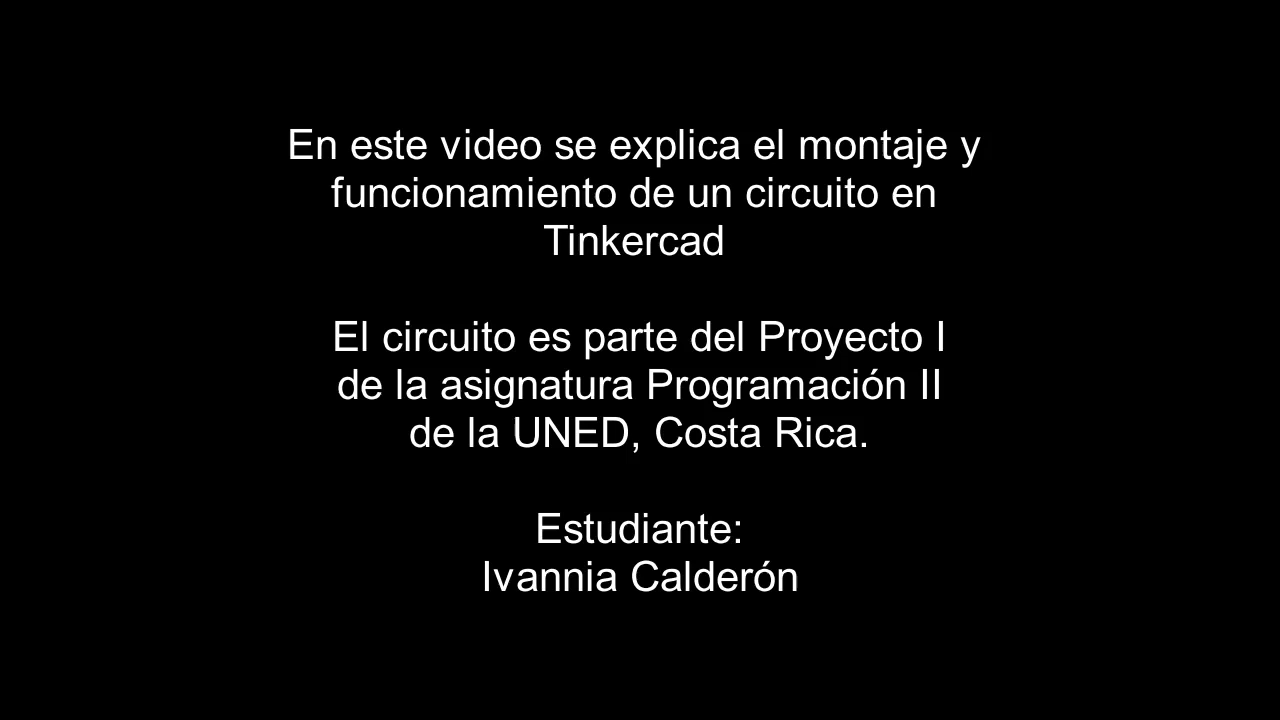 En este video se explica el montaje y
funcionamiento de un circuito en
Tinkercad
El circuito es parte del Proyecto I
de la asignatura Programación II
de la UNED, Costa Rica.
Estudiante:
Ivannia Calderón